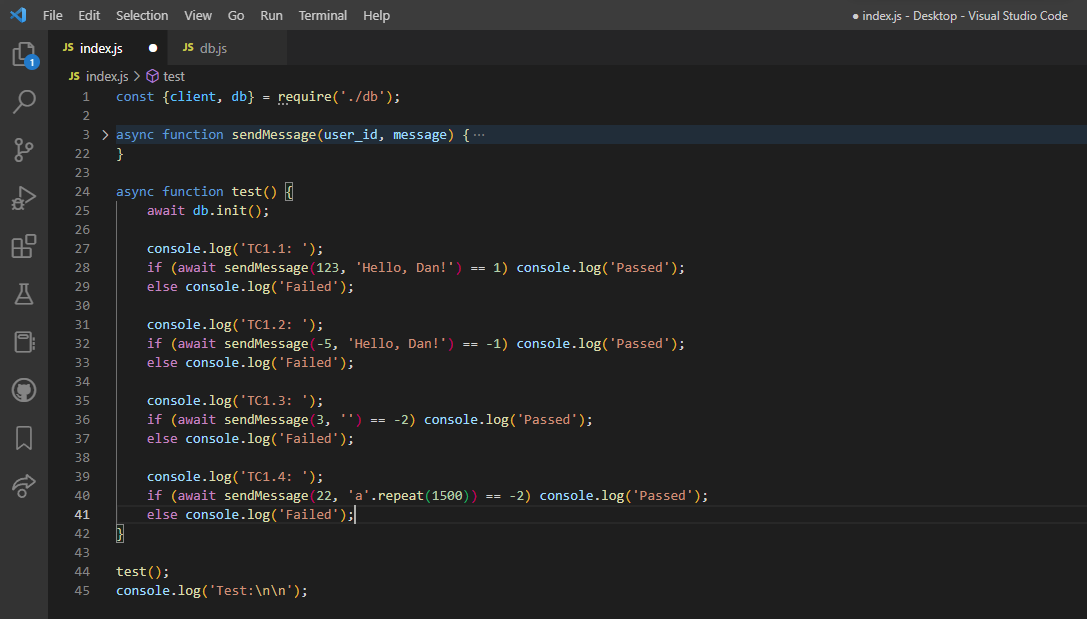 File Edit Selection View Go Run Terminal Help ● index.js - Desktop - Visual Studio Code
JS index.js ● JS db.js
JS index.js > test
1
1 const {client, db} = require('./db');
2
3 > async function sendMessage(user_id, message) { ···
22 }
23
24 async function test() {
25     await db.init();
26
27     console.log('TC1.1: ');
28     if (await sendMessage(123, 'Hello, Dan!') == 1) console.log('Passed');
29     else console.log('Failed');
30
31     console.log('TC1.2: ');
32     if (await sendMessage(-5, 'Hello, Dan!') == -1) console.log('Passed');
33     else console.log('Failed');
34
35     console.log('TC1.3: ');
36     if (await sendMessage(3, '') == -2) console.log('Passed');
37     else console.log('Failed');
38
39     console.log('TC1.4: ');
40     if (await sendMessage(22, 'a'.repeat(1500)) == -2) console.log('Passed');
41     else console.log('Failed');
42 }
43
44 test();
45 console.log('Test:\n\n');